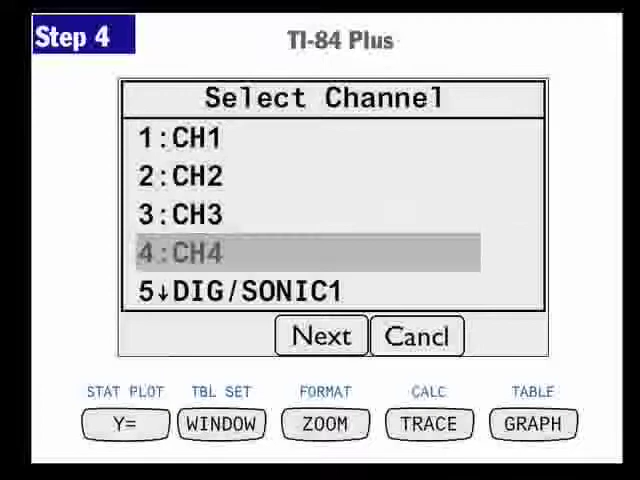 Step 4
TI-84 Plus
Select Channel
1:CH1
2:CH2
3:CH3
4:CH4
5↓DIG/SONIC1
Next Cancl
STAT PLOT TBL SET FORMAT CALC TABLE
Y= WINDOW ZOOM TRACE GRAPH